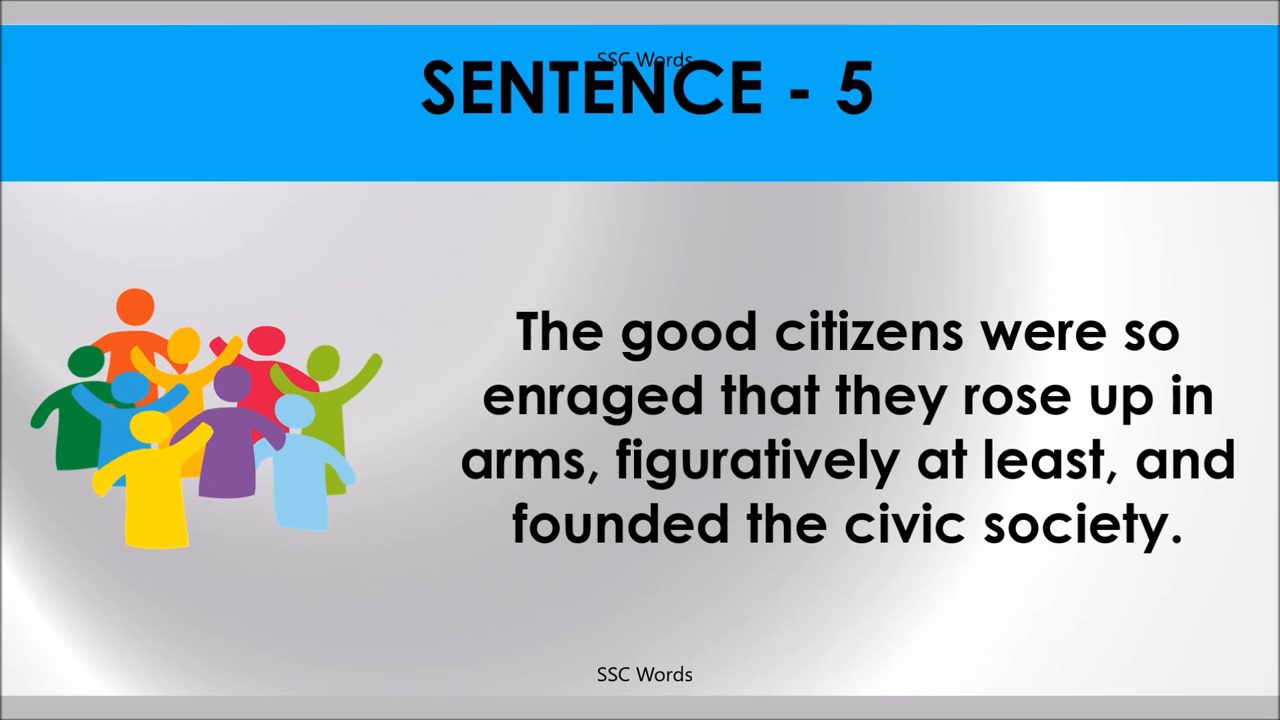 SSC Words
SENTENCE - 5
The good citizens were so
enraged that they rose up in
arms, figuratively at least, and
founded the civic society.
SSC Words